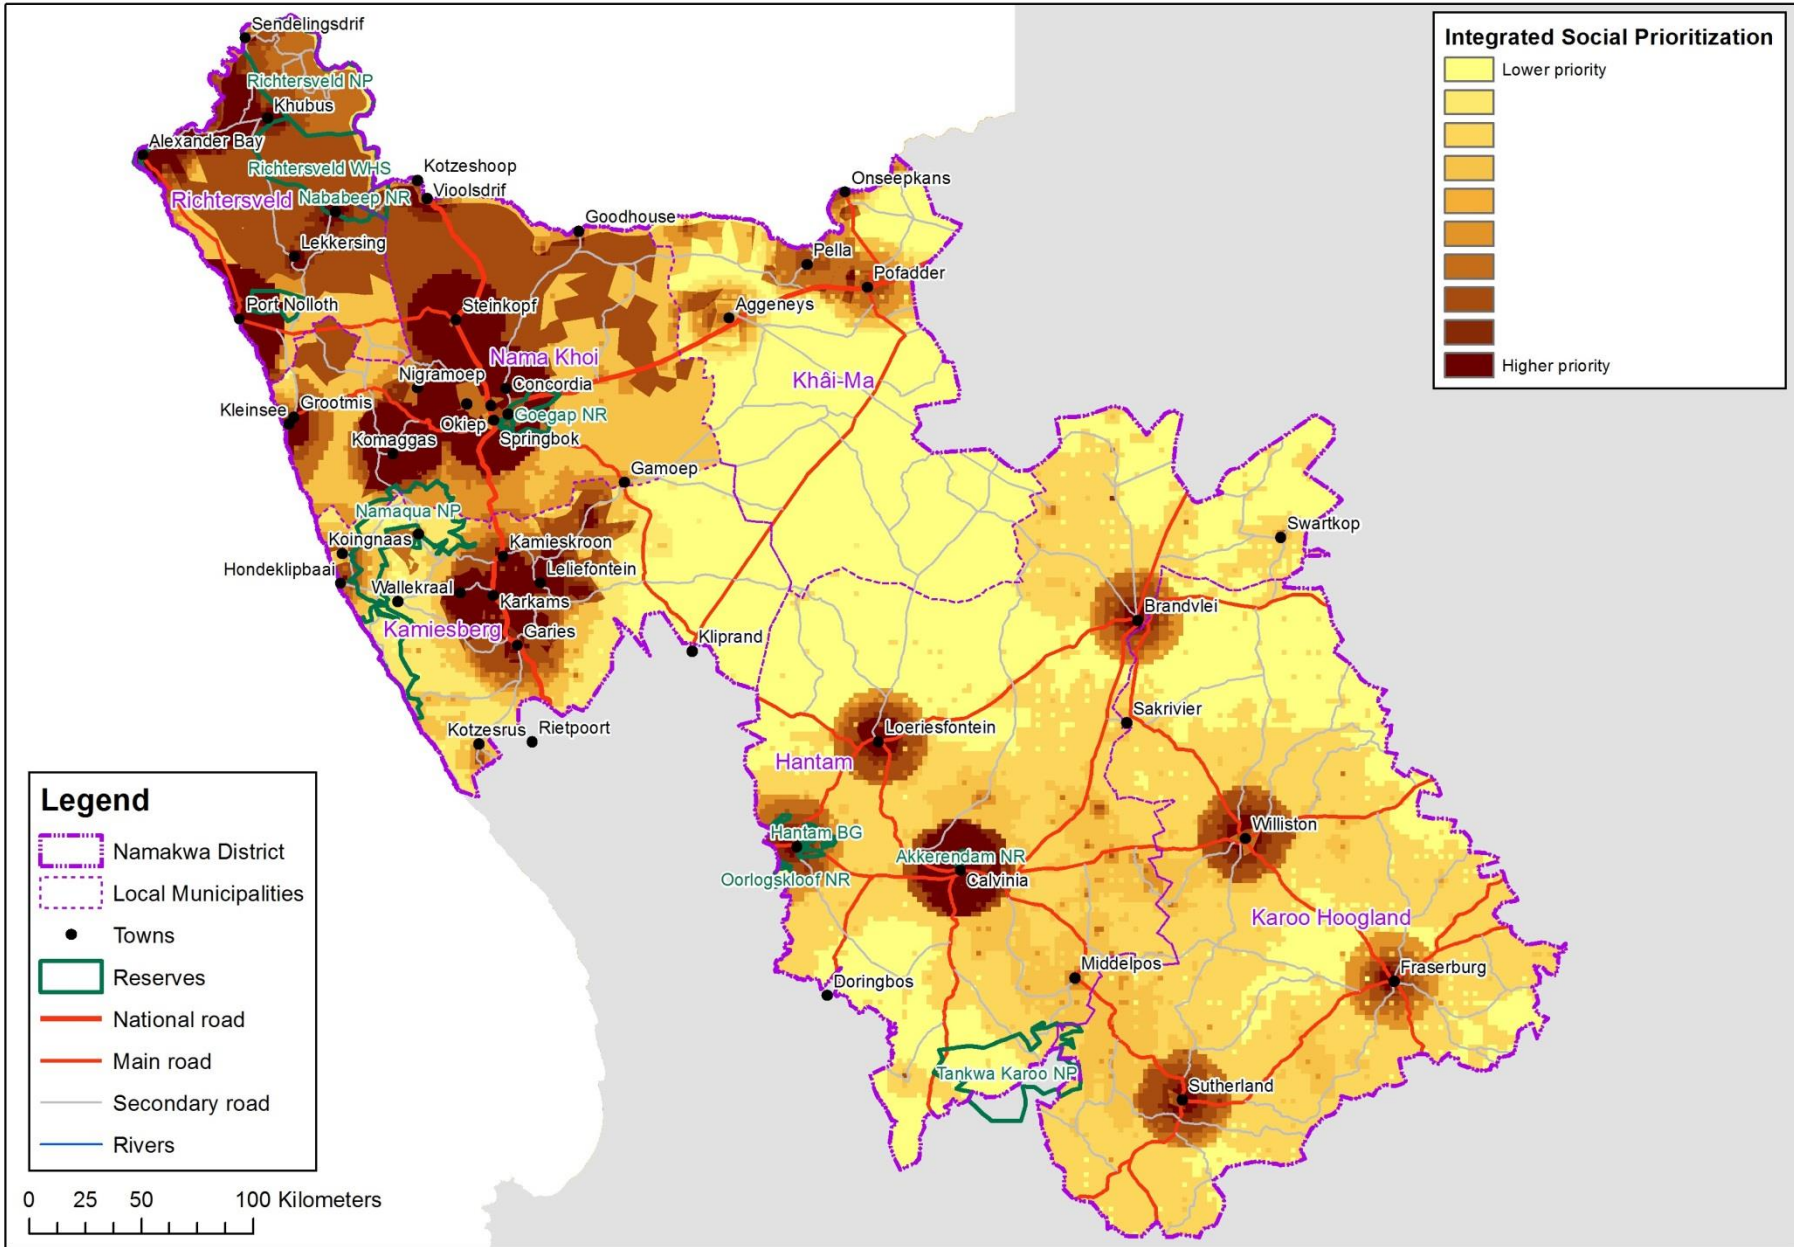 Integrated Social Prioritization
Lower priority
Higher priority
Sendelingsdrif
Richtersveld NP
Khubus
Alexander Bay
Richtersveld WHS
Kotzeshoop
Richtersveld
Nababeep NR
Vioolsdrif
Onseepkans
Goodhouse
Lekkersing
Pella
Pofadder
Port Nolloth
Steinkopf
Aggeneys
Nama Khoi
Nigramoep
Concordia
Khâi-Ma
Kleinsee
Grootmis
Okiep
Goegap NR
Komaggas
Springbok
Gamoep
Namaqua NP
Swartkop
Koingnaas
Kamieskroon
Hondeklipbaai
Leliefontein
Wallekraal
Karkams
Brandvlei
Kamiesberg
Garies
Kliprand
Kotzesrus
Rietpoort
Loeriesfontein
Sakrivier
Hantam
Hantam BG
Williston
Akkerendam NR
Oorlogskloof NR
Calvinia
Karoo Hoogland
Middelpos
Fraserburg
Doringbos
Tankwa Karoo NP
Sutherland
Legend
Namakwa District
Local Municipalities
Towns
Reserves
National road
Main road
Secondary road
Rivers
0 25 50 100 Kilometers